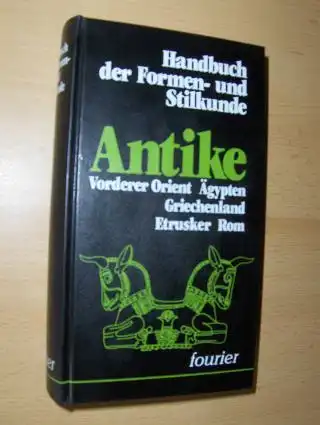 Handbuch
der Formen- und
Stilkunde
Antike
Vorderer Orient Ägypten
Griechenland
Etrusker Rom
fourier